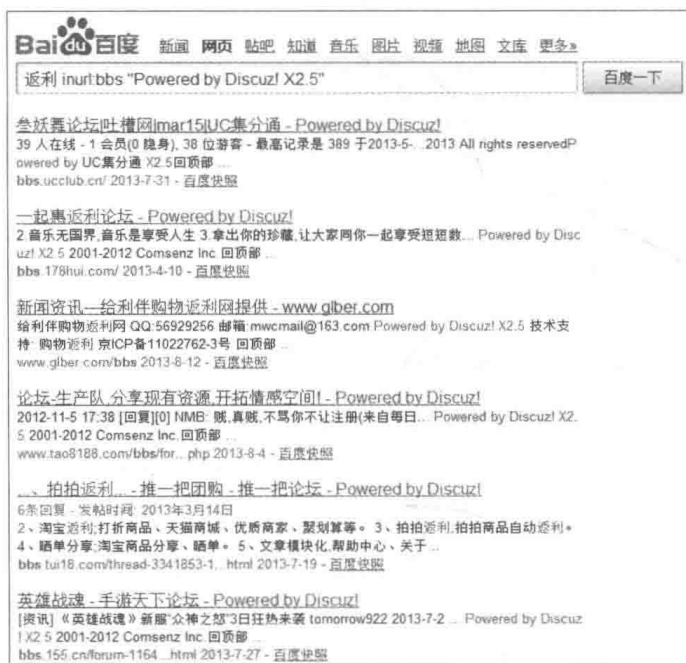 Bai du 百度 新闻 网页 贴吧 知道 音乐 图片 视频 地图 文库 更多»
返利 inurl:bbs "Powered by Discuz! X2.5" 百度一下
叁妖舞论坛|吐槽网|mar15|UC集分通 - Powered by Discuz!
39 人在线 - 1 会员(0 隐身), 38 位游客 - 最高记录是 389 于2013-5-...2013 All rights reservedP
owered by UC集分通 X2.5回顶部 ...
bbs.ucclub.cn/ 2013-7-31 - 百度快照
一起惠返利论坛 - Powered by Discuz!
2.音乐无国界,音乐是享受人生 3.拿出你的珍藏,让大家同你一起享受短短数... Powered by Disc
uz! X2.5 2001-2012 Comsenz Inc. 回顶部 ...
bbs.178hui.com/ 2013-4-10 - 百度快照
新闻资讯---给利伴购物返利网提供 - www.glber.com
给利伴购物返利网 QQ:56929256 邮箱:mwcmail@163.com Powered by Discuz! X2.5 技术支
持: 购物返利 京ICP备11022762-3号 回顶部 ...
www.glber.com/bbs 2013-8-12 - 百度快照
论坛-生产队,分享现有资源,开拓情感空间! - Powered by Discuz!
2012-11-5 17:38 [回复][0] NMB: 贼,真贼,不骂你不让注册(来自每日... Powered by Discuz! X2.
5 2001-2012 Comsenz Inc.回顶部 ...
www.tao8188.com/bbs/for...php 2013-8-4 - 百度快照
...、拍拍返利... - 推一把团购 - 推一把论坛 - Powered by Discuz!
6条回复 - 发帖时间: 2013年3月14日
2、淘宝返利;打折商品、天猫商城、优质商家、聚划算等。 3、拍拍返利;拍拍商品自动返利。
4、晒单分享;淘宝商品分享、晒单。 5、文章模块化,帮助中心、关于...
bbs.tui18.com/thread-3341853-1...html 2013-7-19 - 百度快照
英雄战魂 - 手游天下论坛 - Powered by Discuz!
[资讯] 《英雄战魂》新服“众神之怒”3日狂热来袭 tomorrow922 2013-7-2 ... Powered by Discuz
! X2.5 2001-2012 Comsenz Inc. 回顶部 ...
bbs.155.cn/forum-1164...html 2013-7-27 - 百度快照